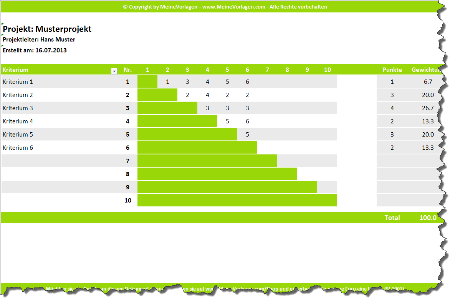 © Copyright by MeineVorlagen - www.MeineVorlagen.com - Alle Rechte vorbehalten
Projekt: Musterprojekt
Projektleiter: Hans Muster
Erstellt am: 16.07.2013
Kriterium Nr. 1 2 3 4 5 6 7 8 9 10 Punkte Gewichtu
Kriterium 1 1 1 3 4 5 6 1 6.7
Kriterium 2 2 2 4 2 2 3 20.0
Kriterium 3 3 3 3 3 4 26.7
Kriterium 4 4 5 6 2 13.3
Kriterium 5 5 6 3 20.0
Kriterium 6 6 2 13.3
7
8
9
10
Total 100.0